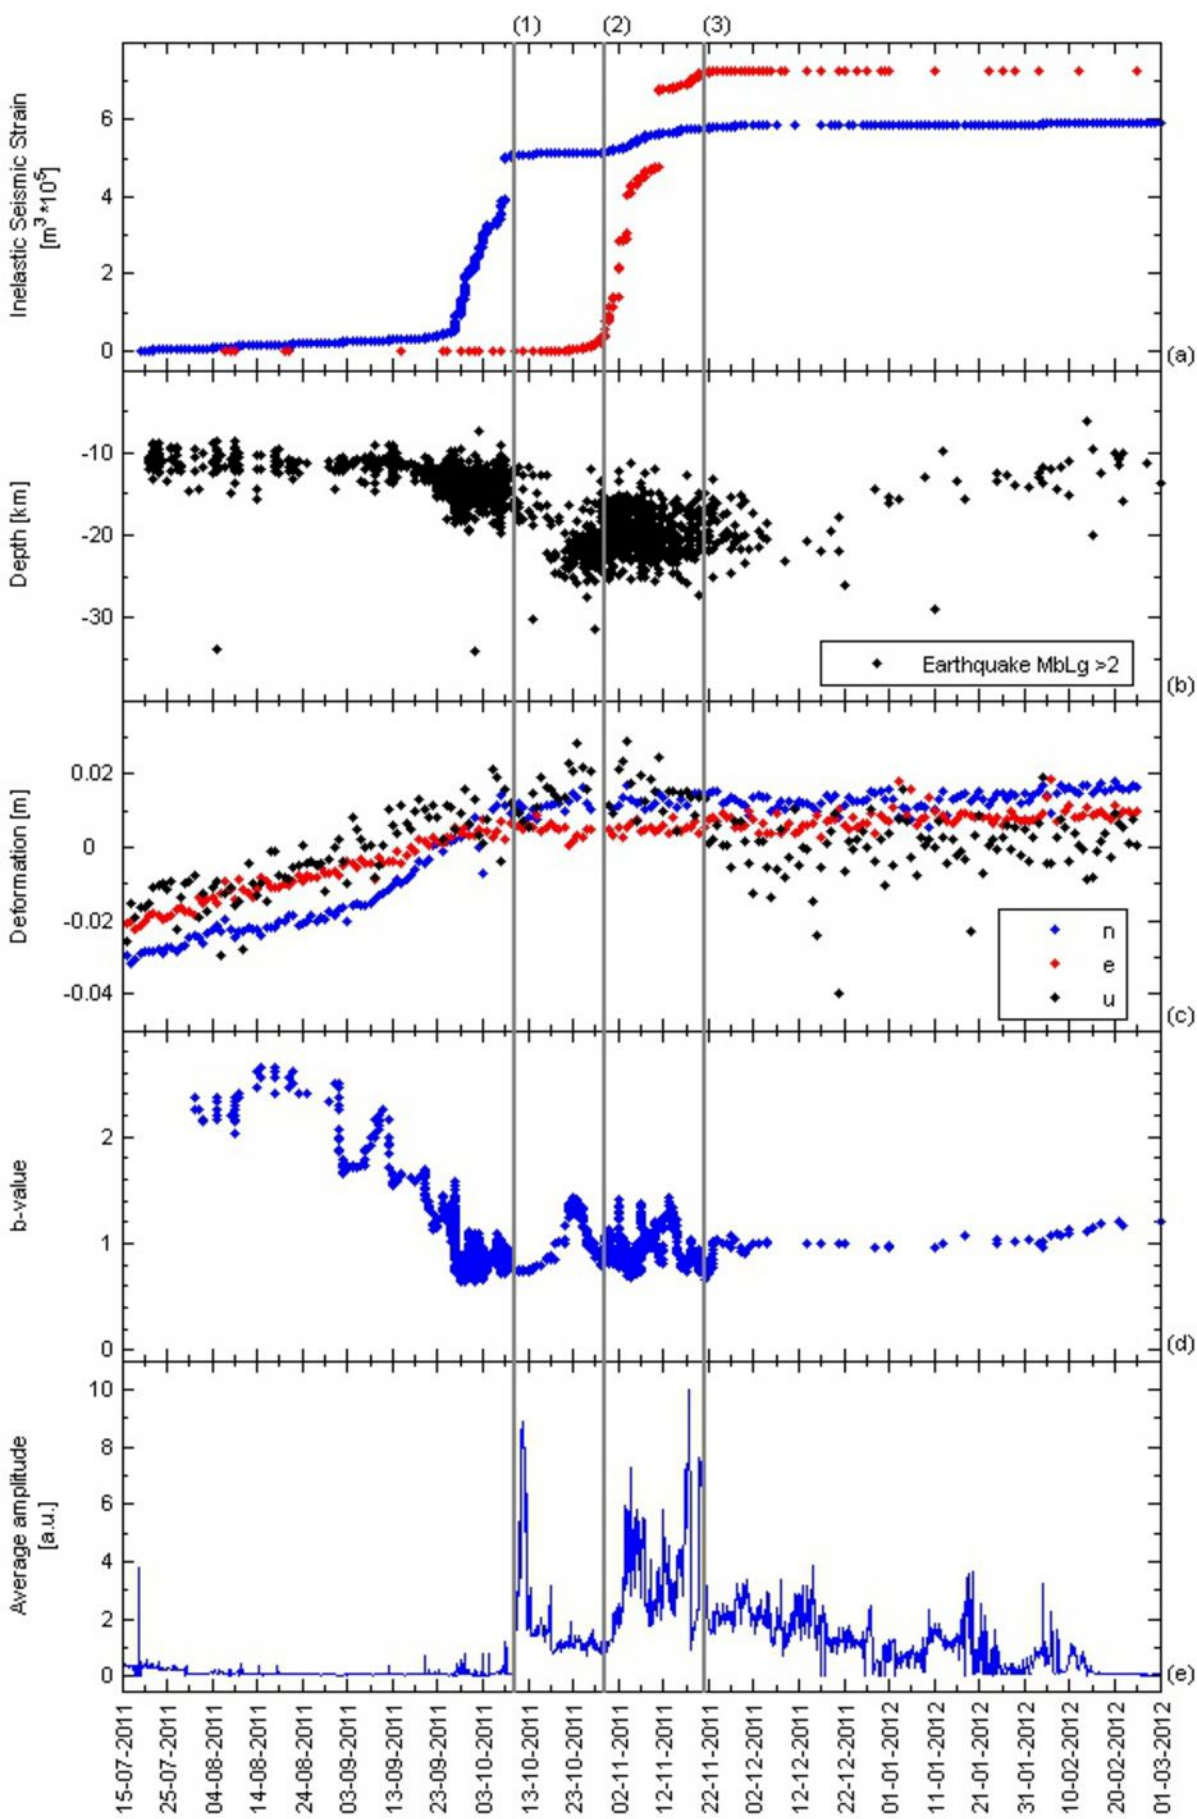 (1) (2) (3)
Inelastic Seismic Strain
[m³*10⁵]
6
4
2
0
(a)
Depth [km]
-10
-20
-30
Earthquake MbLg >2
(b)
Deformation [m]
0.02
0
-0.02
-0.04
n
e
u
(c)
b-value
2
1
0
(d)
Average amplitude
[a.u.]
10
8
6
4
2
0
(e)
15-07-2011
25-07-2011
04-08-2011
14-08-2011
24-08-2011
03-09-2011
13-09-2011
23-09-2011
03-10-2011
13-10-2011
23-10-2011
02-11-2011
12-11-2011
22-11-2011
02-12-2011
12-12-2011
22-12-2011
01-01-2012
11-01-2012
21-01-2012
31-01-2012
10-02-2012
20-02-2012
01-03-2012